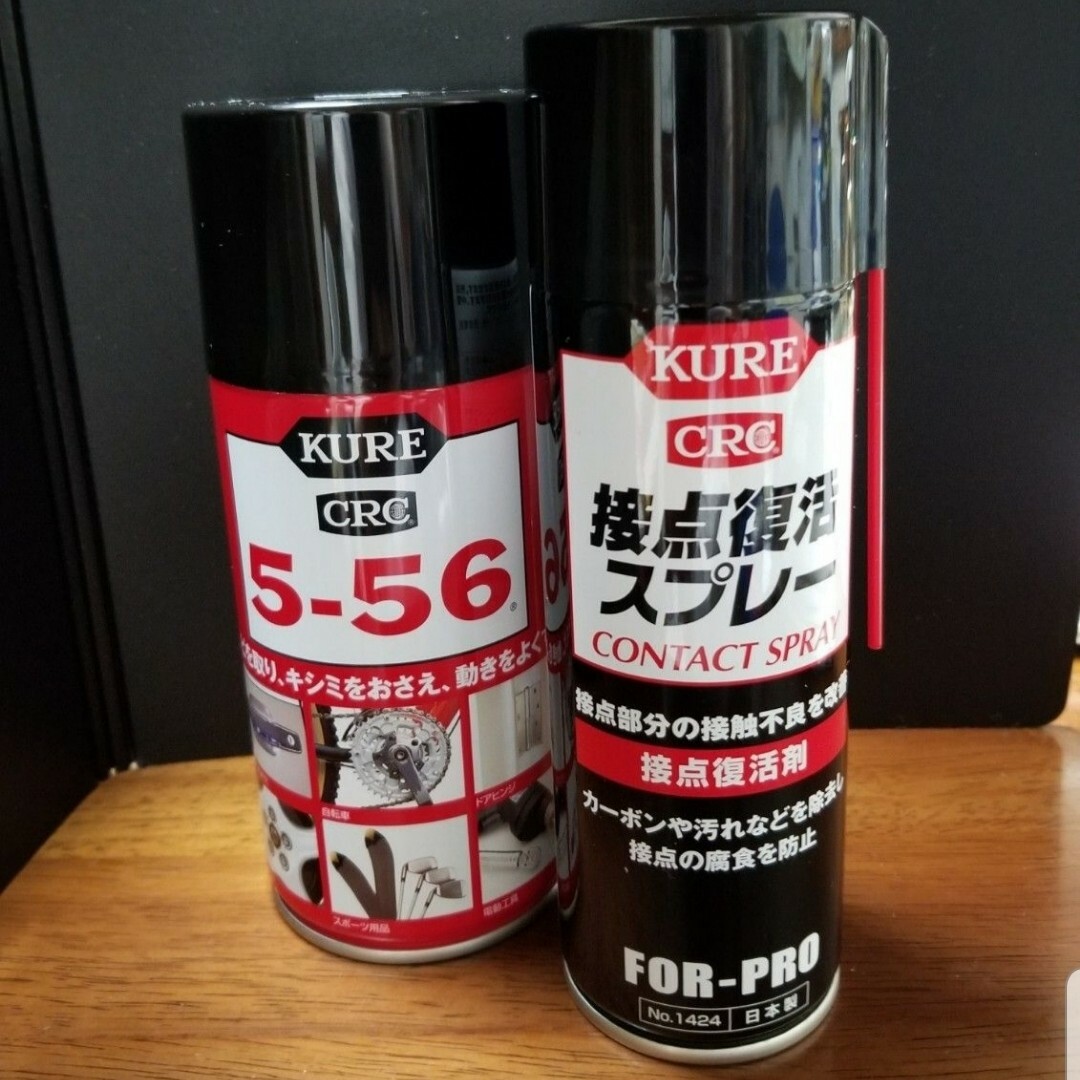 KURE
CRC
5-56
を取り、キシミをおさえ、動きをよく
自転車
ドアヒンジ
スポーツ用品
電動工具
KURE
CRC
接点復活
スプレー
CONTACT SPRAY
接点部分の接触不良を改善
接点復活剤
カーボンや汚れなどを除去し
接点の腐食を防止
FOR-PRO
No.1424 日本製